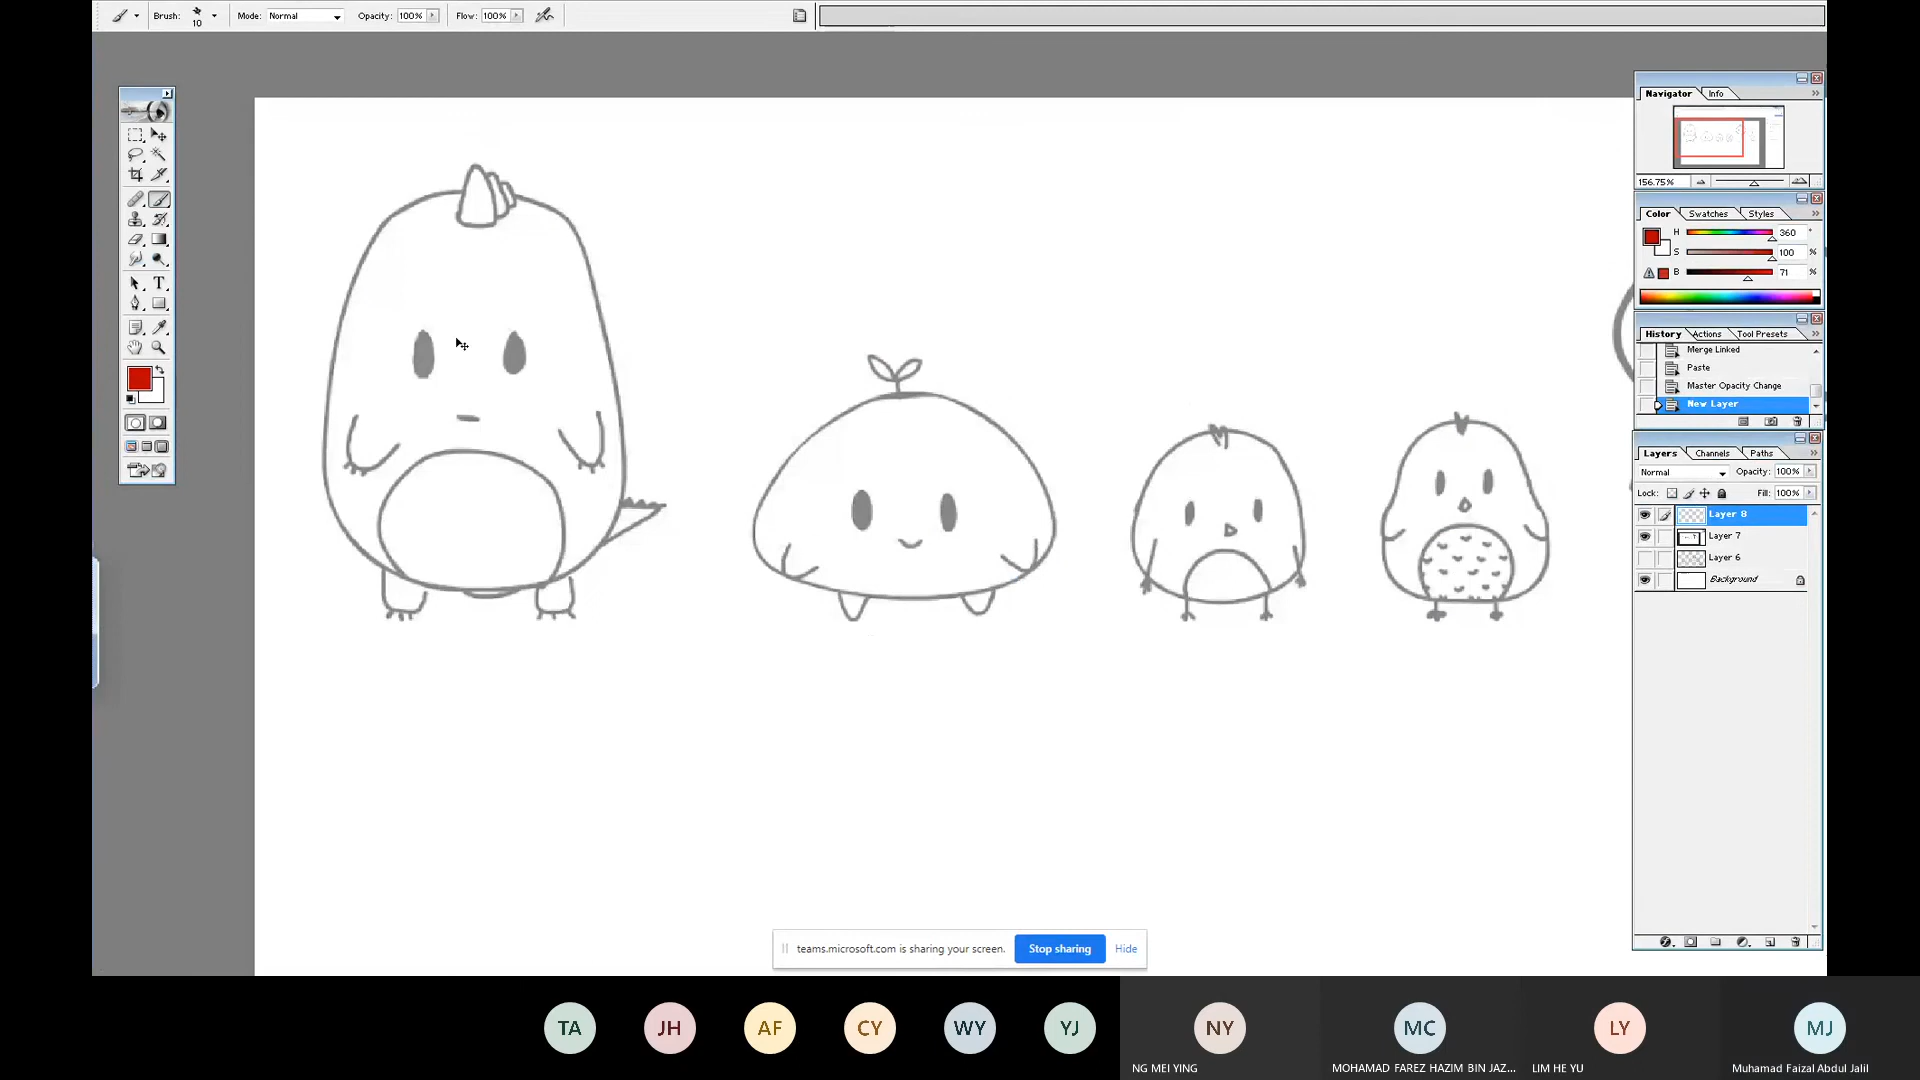 Brush: 10 Mode: Normal Opacity: 100% Flow: 100%
Navigator Info
156.75%
Color Swatches Styles
H 360 °
S 100 %
B 71 %
History Actions Tool Presets
Merge Linked
Paste
Master Opacity Change
New Layer
Layers Channels Paths
Normal Opacity: 100%
Lock: Fill: 100%
Layer 8
Layer 7
Layer 6
Background
teams.microsoft.com is sharing your screen. Stop sharing Hide
TA JH AF CY WY YJ NY MC LY MJ
NG MEI YING MOHAMAD FAREZ HAZIM BIN JAZ... LIM HE YU Muhamad Faizal Abdul Jalil